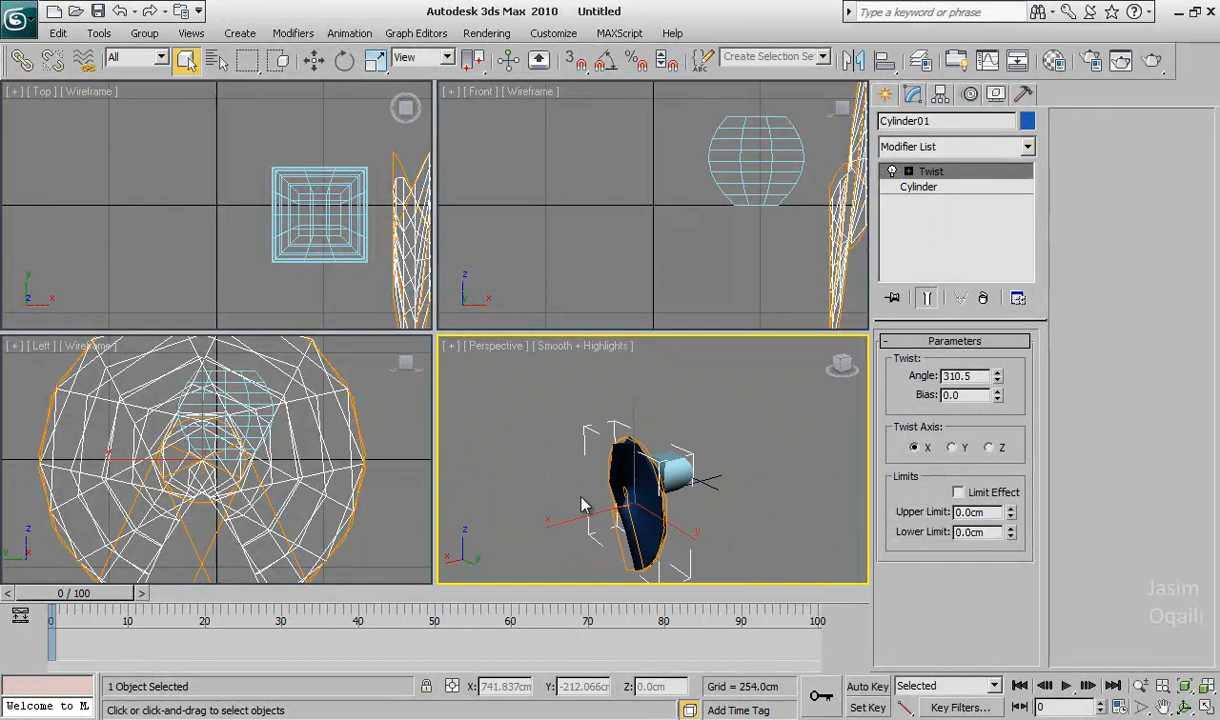 Autodesk 3ds Max 2010 Untitled
Type a keyword or phrase
Edit Tools Group Views Create Modifiers Animation Graph Editors Rendering Customize MAXScript Help
All View 3 % ABC Create Selection Se
[ + ] [ Top ] [ Wireframe ]
[ + ] [ Front ] [ Wireframe ]
Cylinder01
Modifier List
Twist
Cylinder
y z x
z x
[ + ] [ Left ] [ Wireframe ]
[ + ] [ Perspective ] [ Smooth + Highlights ]
- Parameters
Twist:
Angle: 310.5
Bias: 0.0
Twist Axis:
X Y Z
Limits
Limit Effect
Upper Limit: 0.0cm
Lower Limit: 0.0cm
x y
z y x
z x y
Jasim
Oqaili
< 0 / 100 >
0 10 20 30 40 50 60 70 80 90 100
1 Object Selected X: 741.837cm Y: -212.066cm Z: 0.0cm Grid = 254.0cm Auto Key Selected
Welcome to M Click or click-and-drag to select objects Add Time Tag Set Key Key Filters... 0